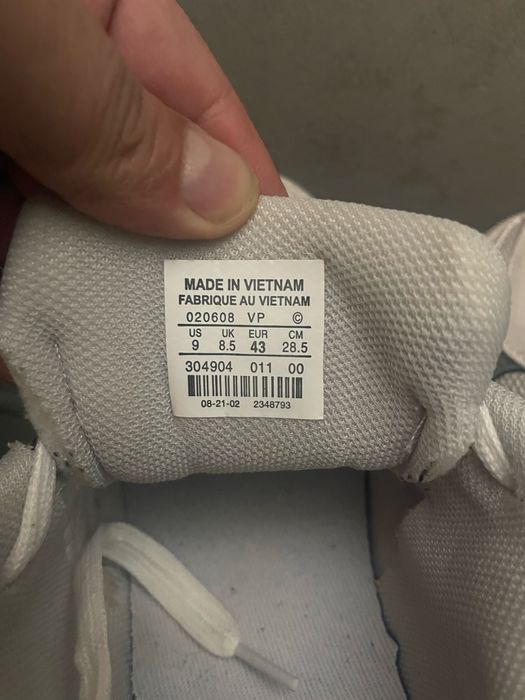 MADE IN VIETNAM
FABRIQUE AU VIETNAM
020608 VP ©
US UK EUR CM
9 8.5 43 28.5
304904 011 00
08-21-02 2348793